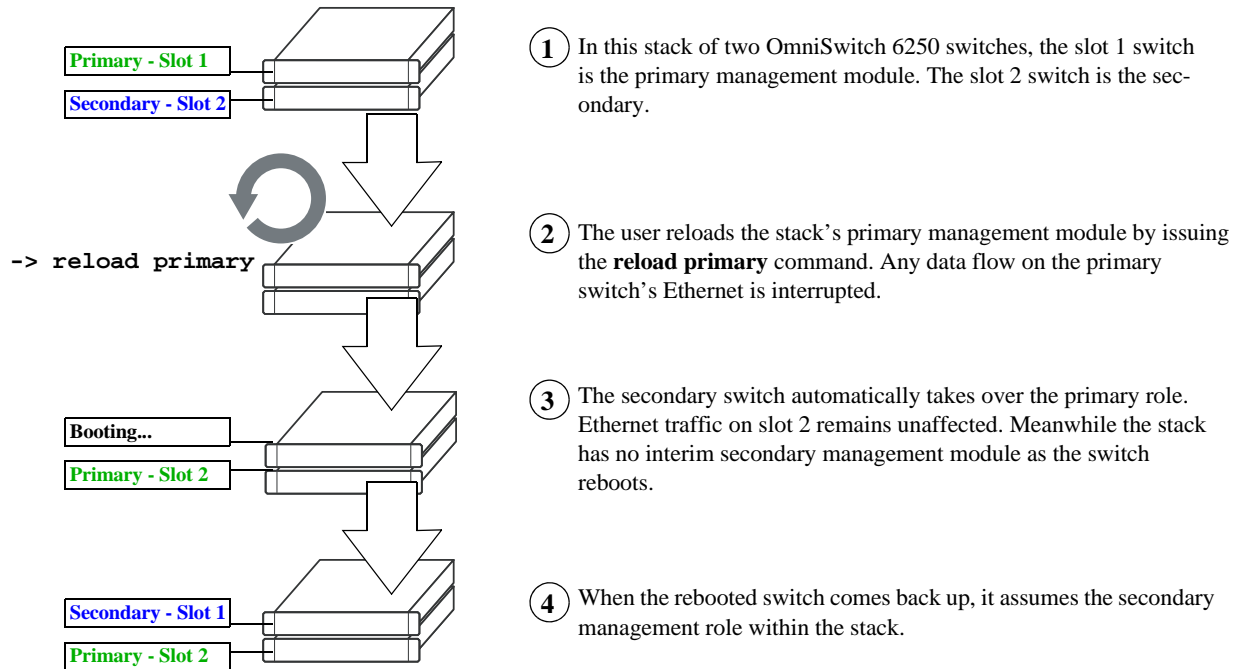 Primary - Slot 1
Secondary - Slot 2
1
In this stack of two OmniSwitch 6250 switches, the slot 1 switch
is the primary management module. The slot 2 switch is the sec-
ondary.
-> reload primary
2
The user reloads the stack’s primary management module by issuing
the reload primary command. Any data flow on the primary
switch’s Ethernet is interrupted.
Booting...
Primary - Slot 2
3
The secondary switch automatically takes over the primary role.
Ethernet traffic on slot 2 remains unaffected. Meanwhile the stack
has no interim secondary management module as the switch
reboots.
Secondary - Slot 1
Primary - Slot 2
4
When the rebooted switch comes back up, it assumes the secondary
management role within the stack.